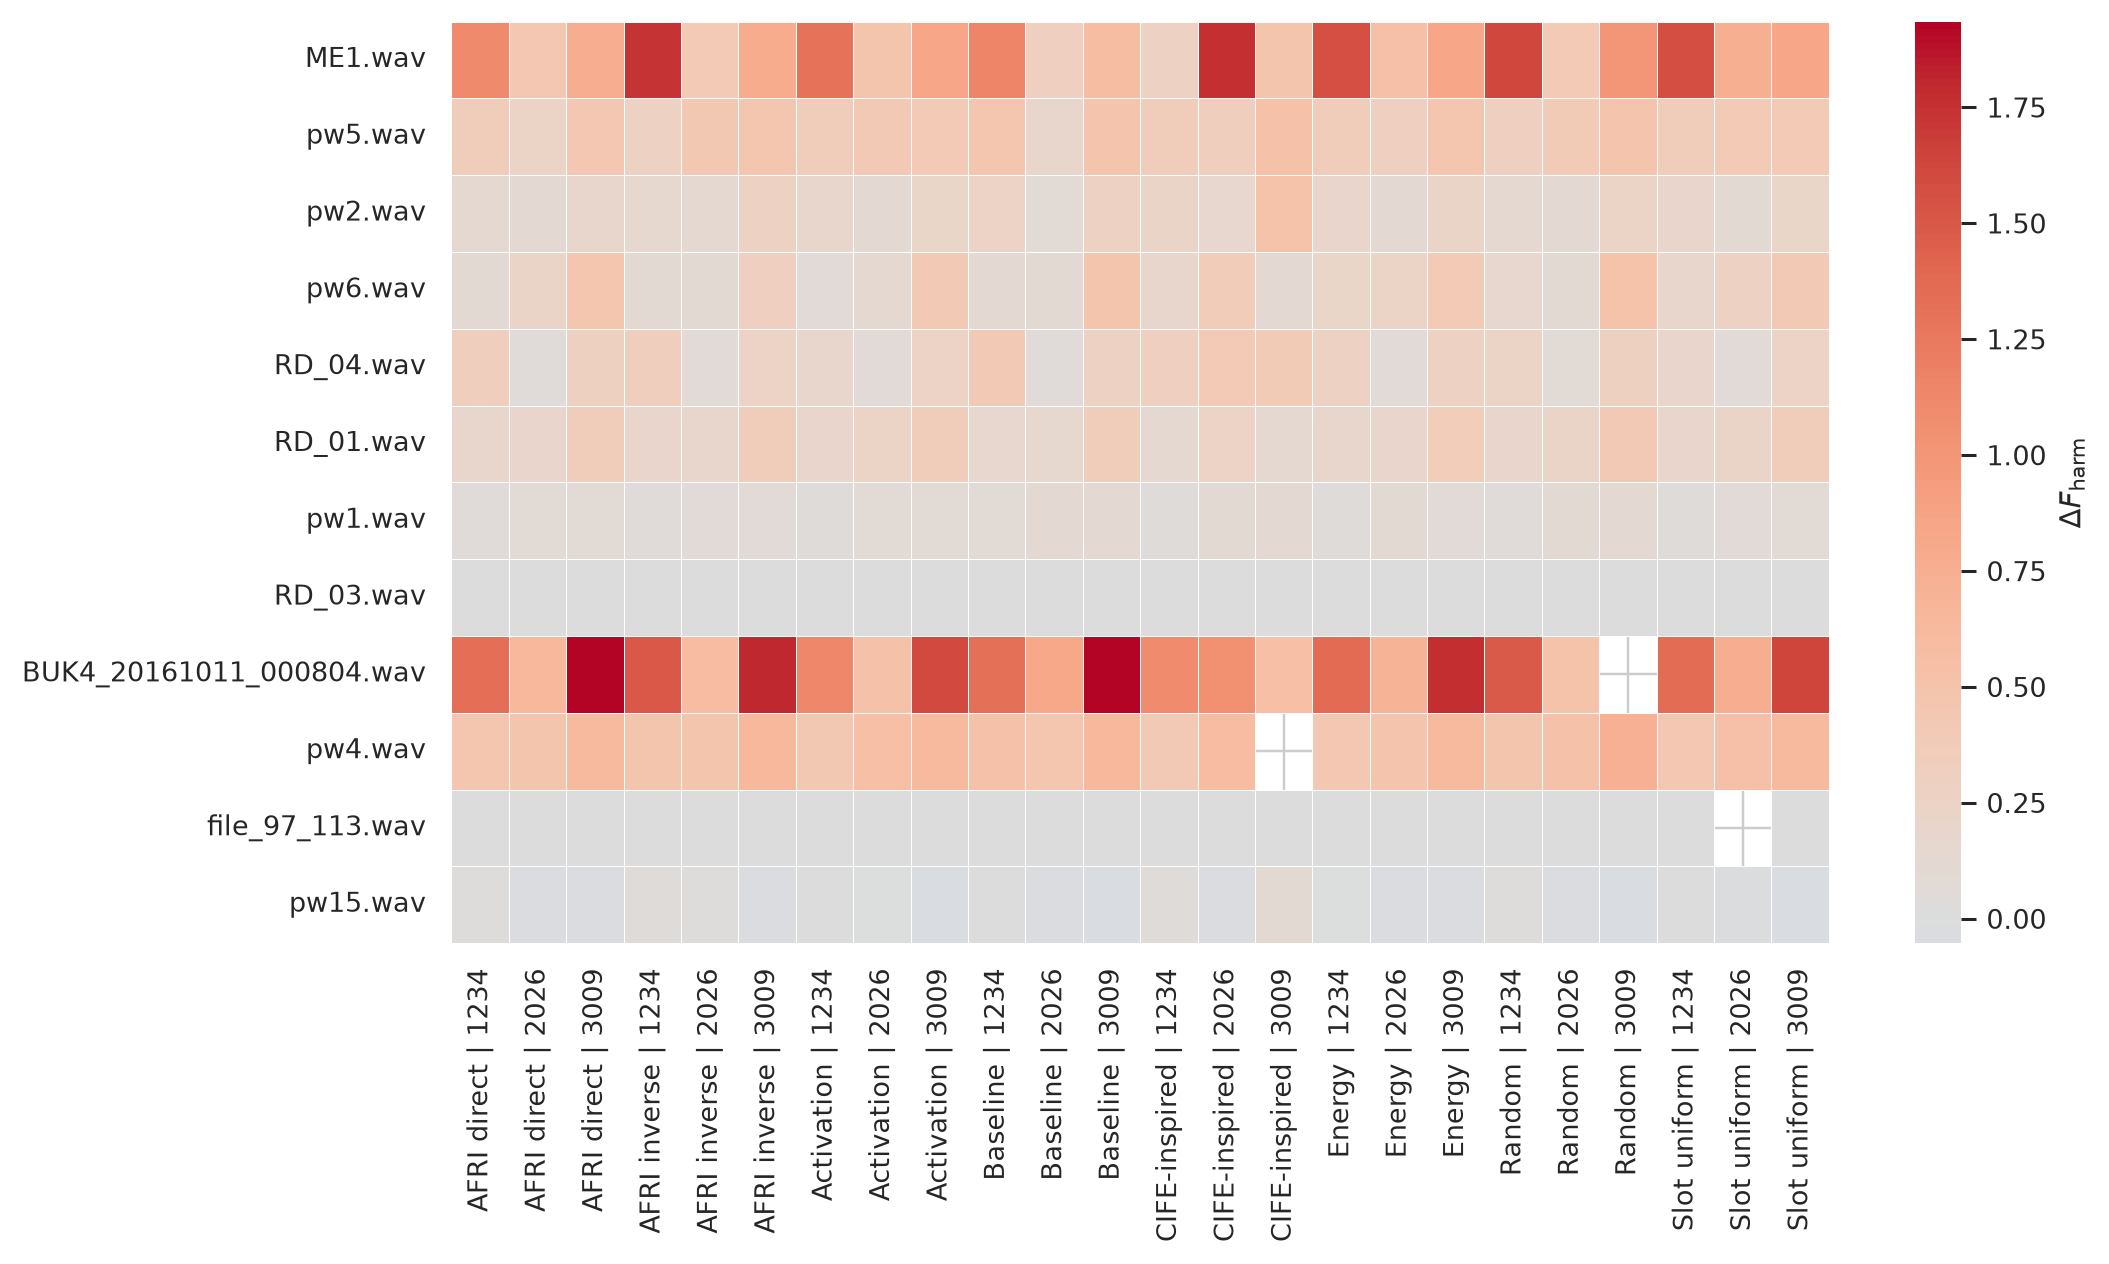 ME1.wav
pw5.wav
pw2.wav
pw6.wav
RD_04.wav
RD_01.wav
pw1.wav
RD_03.wav
BUK4_20161011_000804.wav
pw4.wav
file_97_113.wav
pw15.wav
AFRI direct | 1234
AFRI direct | 2026
AFRI direct | 3009
AFRI inverse | 1234
AFRI inverse | 2026
AFRI inverse | 3009
Activation | 1234
Activation | 2026
Activation | 3009
Baseline | 1234
Baseline | 2026
Baseline | 3009
CIFE-inspired | 1234
CIFE-inspired | 2026
CIFE-inspired | 3009
Energy | 1234
Energy | 2026
Energy | 3009
Random | 1234
Random | 2026
Random | 3009
Slot uniform | 1234
Slot uniform | 2026
Slot uniform | 3009
1.75
1.50
1.25
1.00
0.75
0.50
0.25
0.00
ΔF_harm